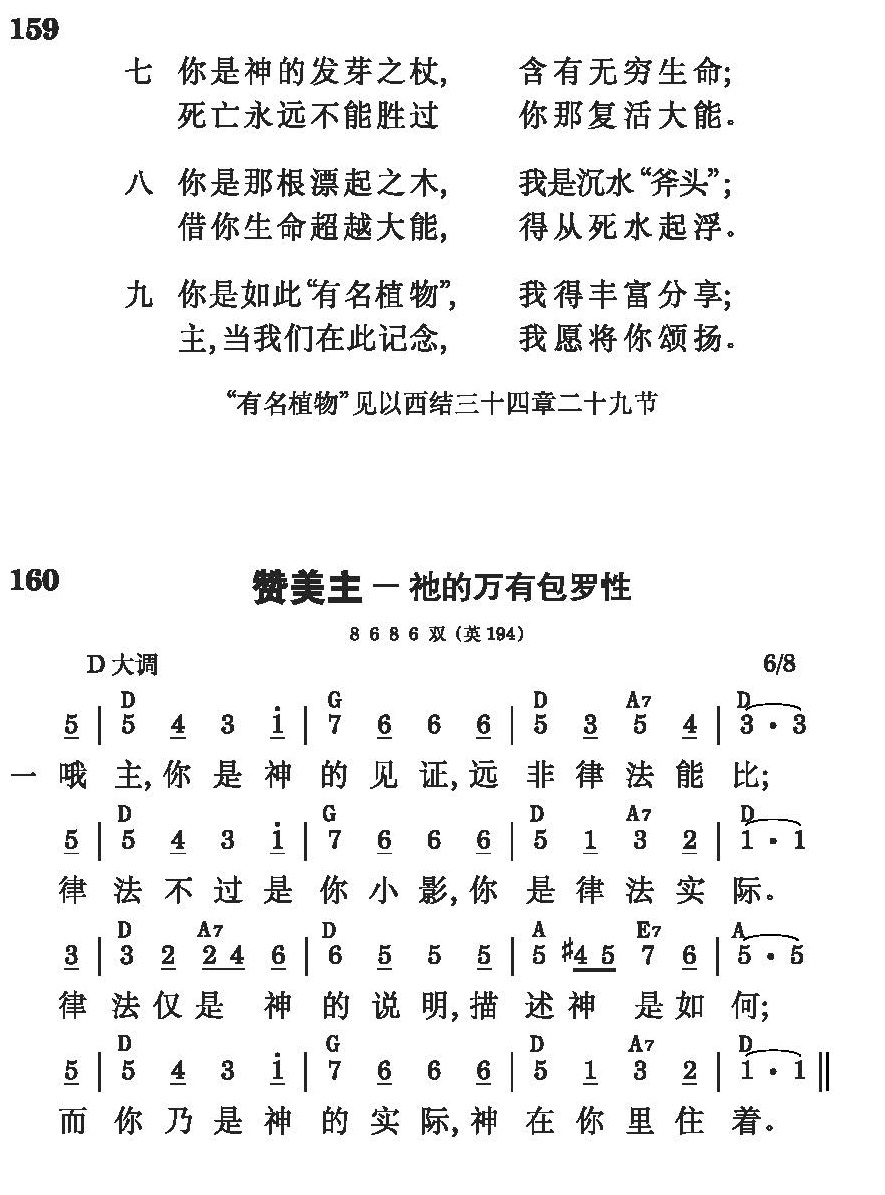 159
七 你是神的发芽之杖, 含有无穷生命;
死亡永远不能胜过 你那复活大能。
八 你是那根漂起之木, 我是沉水“斧头”;
借你生命超越大能, 得从死水起浮。
九 你是如此“有名植物”, 我得丰富分享;
主,当我们在此记念, 我愿将你颂扬。
“有名植物”见以西结三十四章二十九节
160 赞美主 — 祂的万有包罗性
8 6 8 6 双 (英 194)
D 大调 6/8
D G D A7 D
5 | 5 4 3 i | 7 6 6 6 | 5 3 5 4 | 3 · 3
一 哦 主, 你 是 神 的 见 证, 远 非 律 法 能 比;
D G D A7 D
5 | 5 4 3 i | 7 6 6 6 | 5 1 3 2 | 1 · 1
律 法 不 过 是 你 小 影, 你 是 律 法 实 际。
D A7 D A E7 A
3 | 3 2 2 4 6 | 6 5 5 5 | 5 #4 5 7 6 | 5 · 5
律 法 仅 是 神 的 说 明, 描 述 神 是 如 何;
D G D A7 D
5 | 5 4 3 i | 7 6 6 6 | 5 1 3 2 | 1 · 1 ‖
而 你 乃 是 神 的 实 际, 神 在 你 里 住 着。